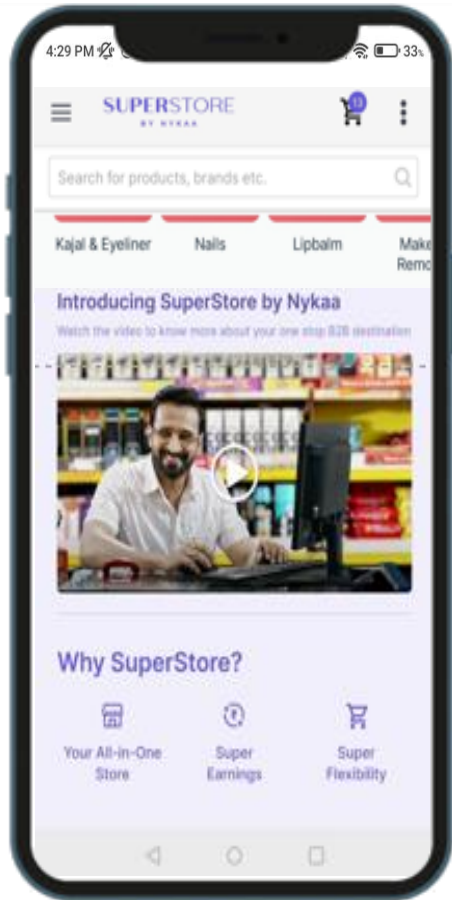 4:29 PM
33%
SUPERSTORE
BY NYKAA
Search for products, brands etc.
Kajal & Eyeliner
Nails
Lipbalm
Make
Remo
Introducing SuperStore by Nykaa
Watch the video to know more about your one stop B2B destination
Why SuperStore?
Your All-in-One
Store
Super
Earnings
Super
Flexibility